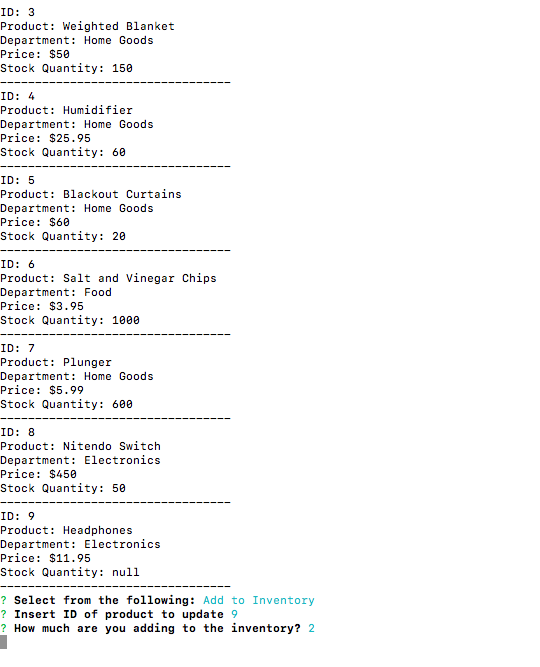 ID: 3
Product: Weighted Blanket
Department: Home Goods
Price: $50
Stock Quantity: 150
---------------------------------
ID: 4
Product: Humidifier
Department: Home Goods
Price: $25.95
Stock Quantity: 60
---------------------------------
ID: 5
Product: Blackout Curtains
Department: Home Goods
Price: $60
Stock Quantity: 20
---------------------------------
ID: 6
Product: Salt and Vinegar Chips
Department: Food
Price: $3.95
Stock Quantity: 1000
---------------------------------
ID: 7
Product: Plunger
Department: Home Goods
Price: $5.99
Stock Quantity: 600
---------------------------------
ID: 8
Product: Nitendo Switch
Department: Electronics
Price: $450
Stock Quantity: 50
---------------------------------
ID: 9
Product: Headphones
Department: Electronics
Price: $11.95
Stock Quantity: null
---------------------------------
? Select from the following: Add to Inventory
? Insert ID of product to update 9
? How much are you adding to the inventory? 2